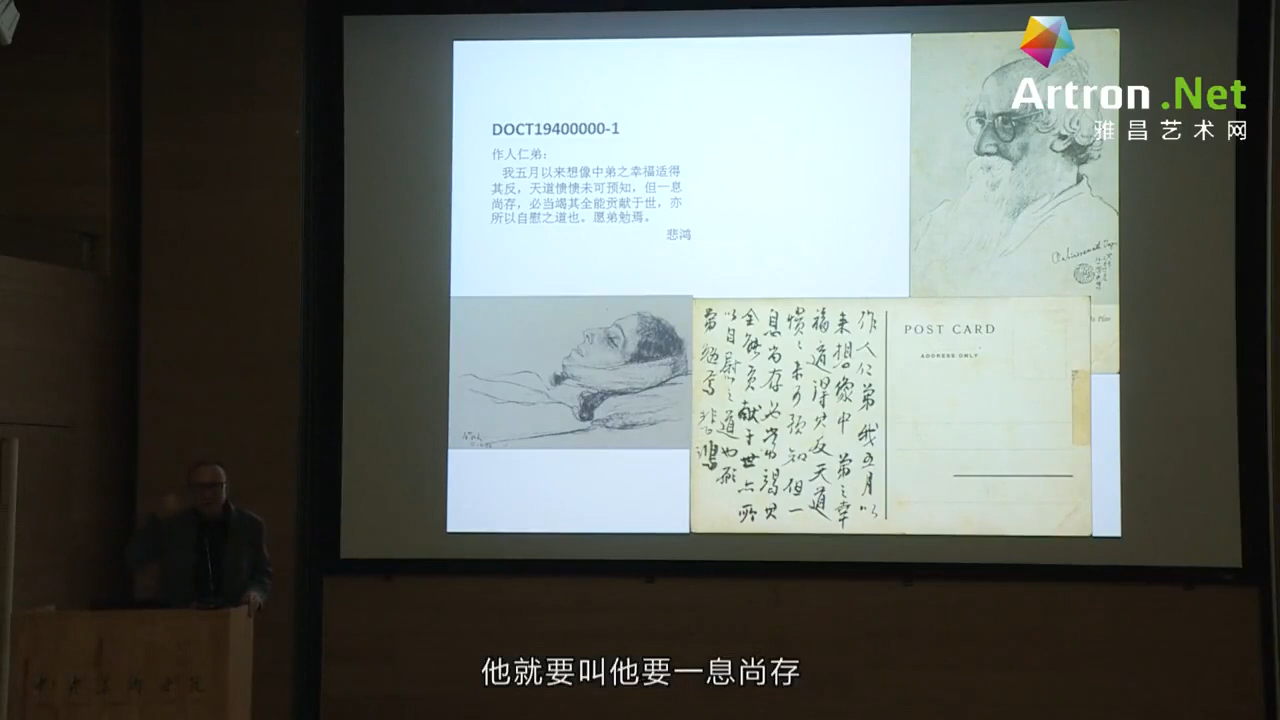 Artron.Net
雅昌艺术网
DOCT19400000-1
作人仁弟：
我五月以来想像中弟之幸福适得
其反，天道愦愦未可预知，但一息
尚存，必当竭其全能贡献于世，亦
所以自慰之道也。愿弟勉焉。
悲鸿
作人仁弟我五月以
来想像中弟之幸
福适得其反天道
愦々未可预知但一
息尚存必当竭其
全能贡献于世亦所
以自慰之道也愿
弟勉焉 悲鸿
POST CARD
ADDRESS ONLY
中央美术学院
他就要叫他要一息尚存